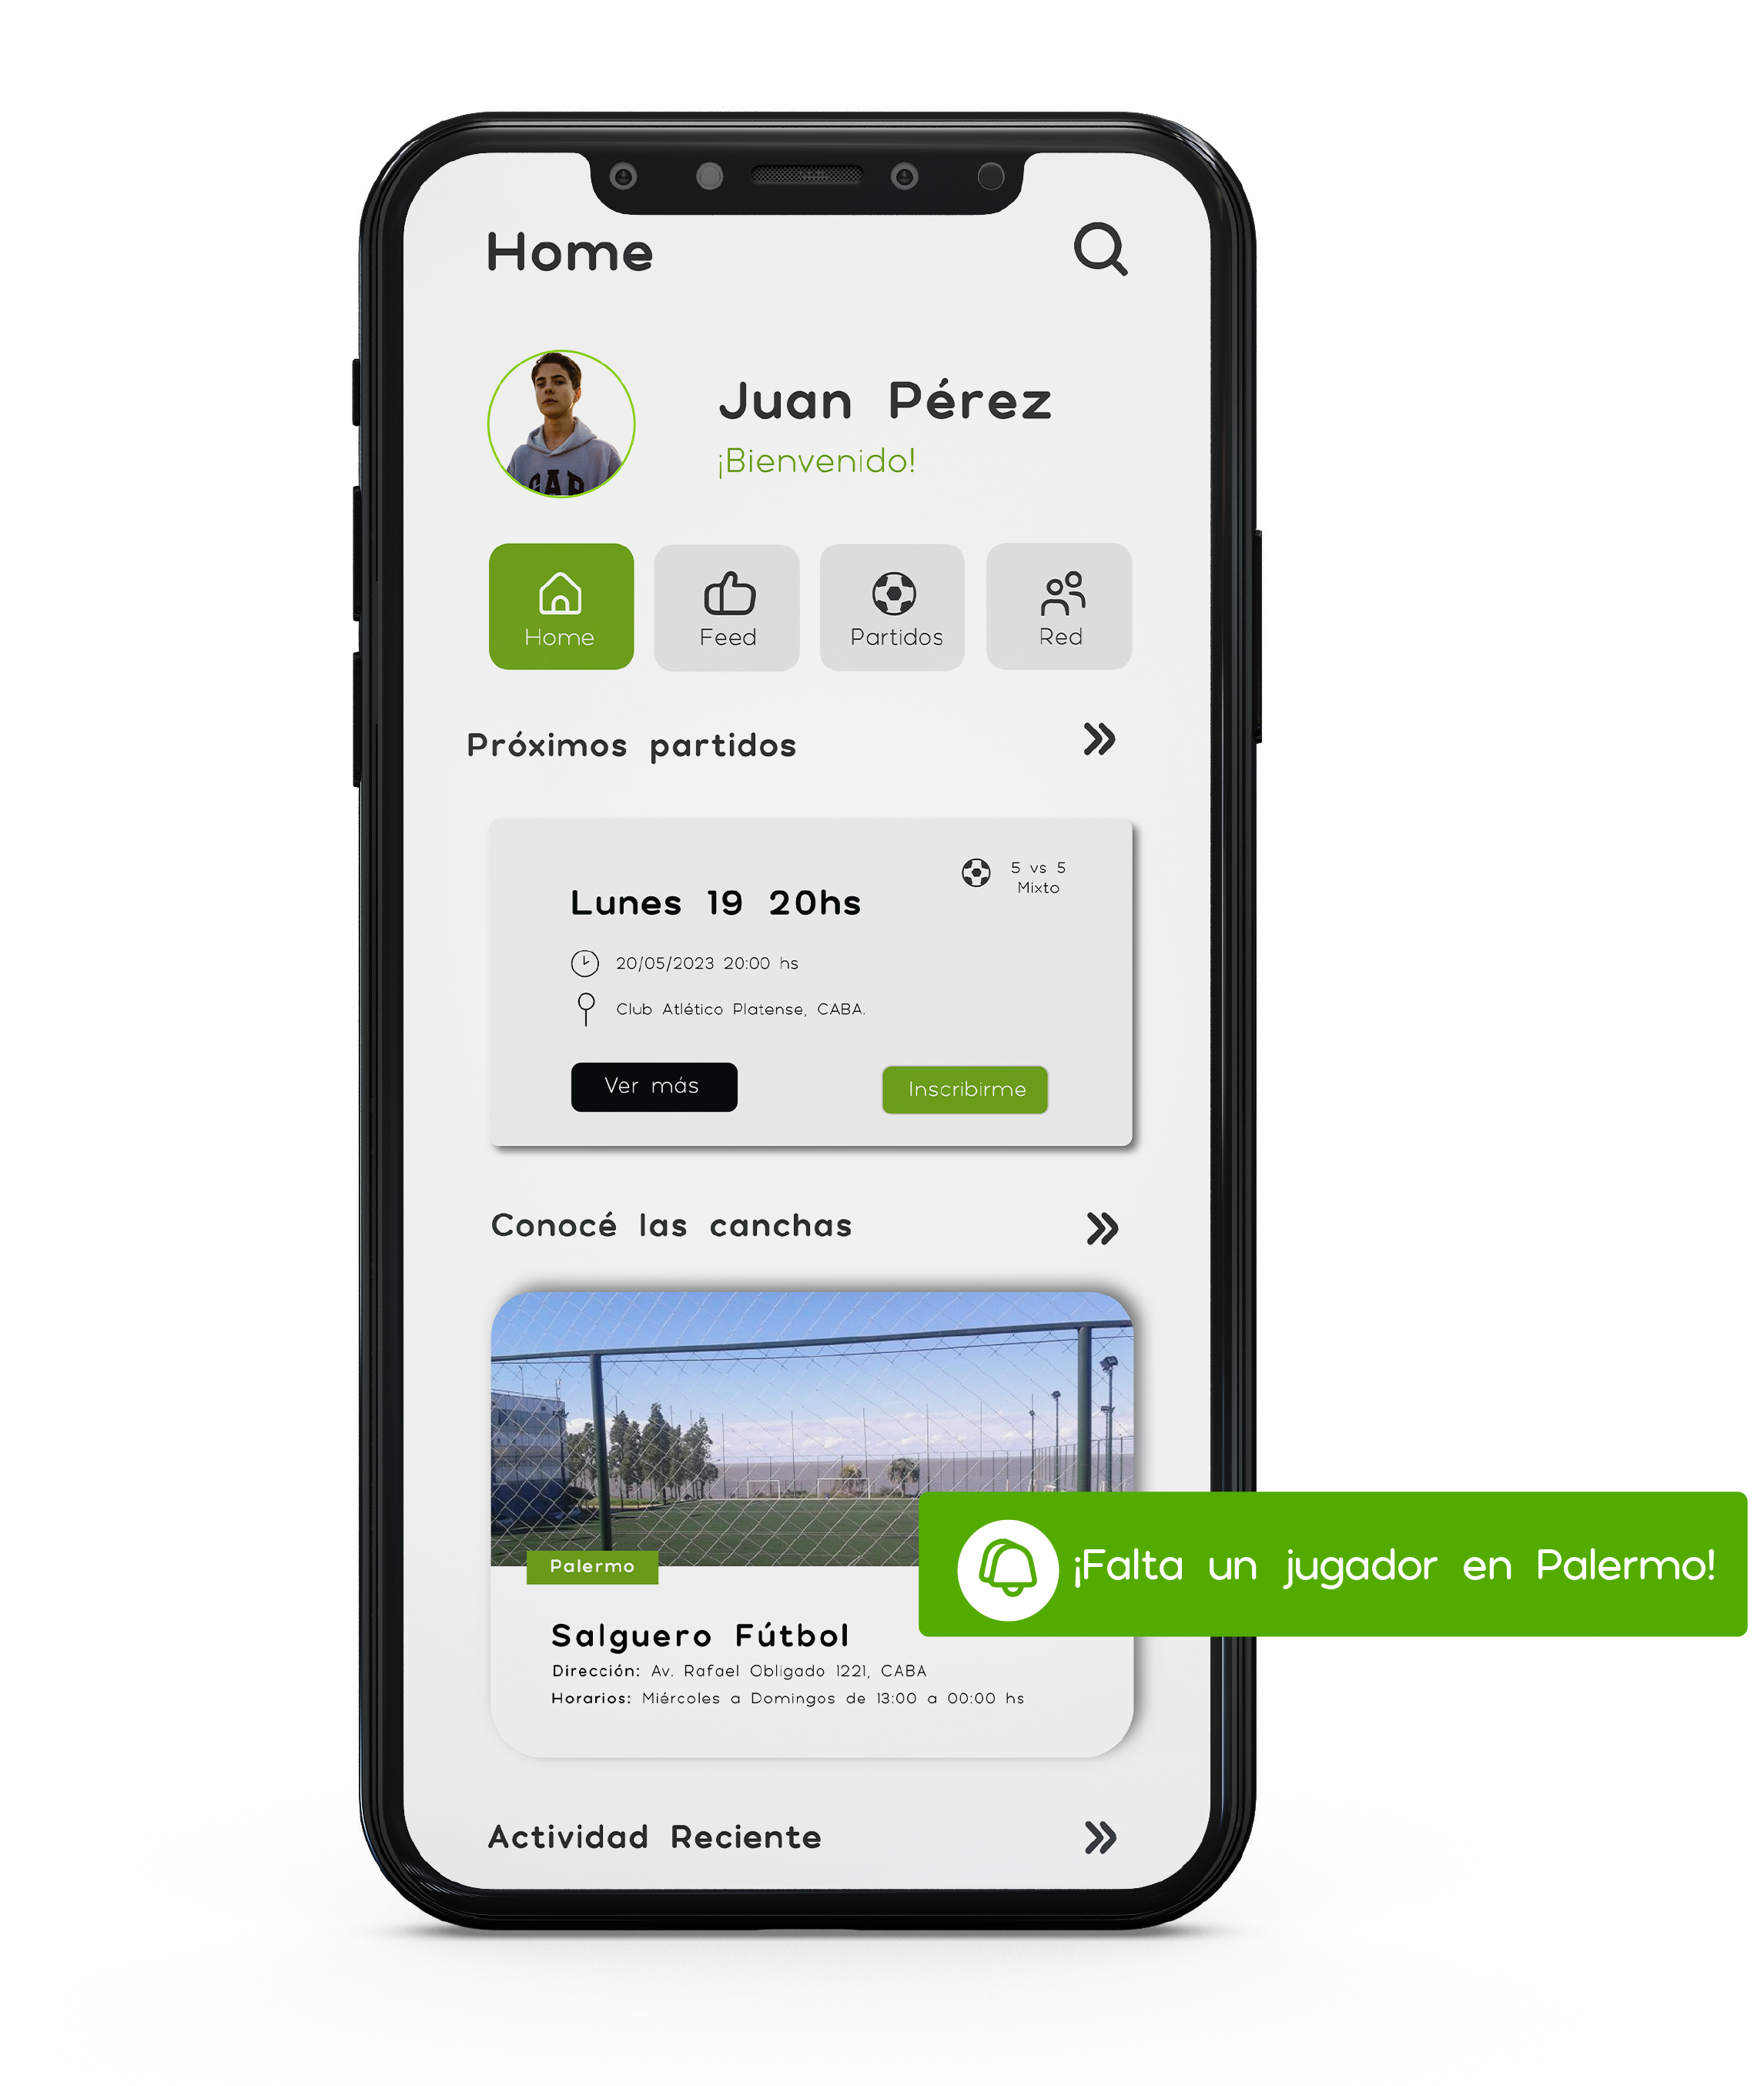 Home
Juan Pérez
¡Bienvenido!
GAP
Home
Feed
Partidos
Red
Próximos partidos
5 vs 5
Mixto
Lunes 19 20hs
20/05/2023 20:00 hs
Club Atlético Platense, CABA.
Ver más
Inscribirme
Conocé las canchas
Palermo
¡Falta un jugador en Palermo!
Salguero Fútbol
Dirección: Av. Rafael Obligado 1221, CABA
Horarios: Miércoles a Domingos de 13:00 a 00:00 hs
Actividad Reciente